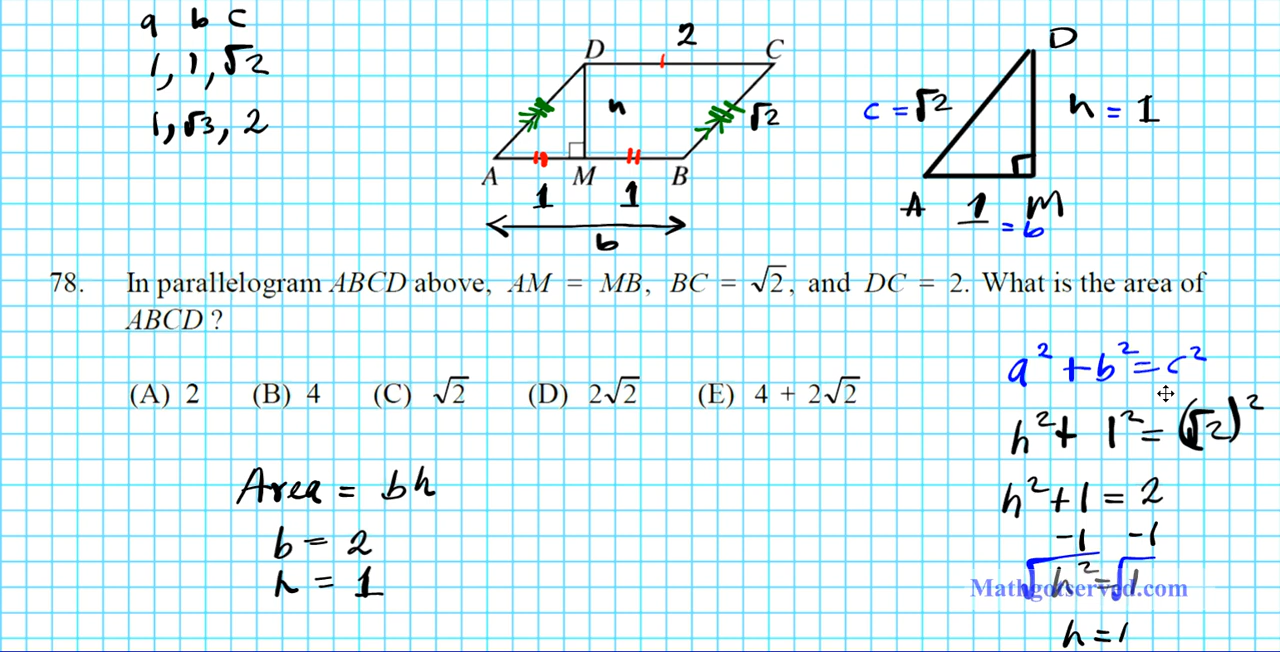 a b c
1, 1, √2
1, √3, 2
D 2 C
h √2
A M B
1 1
b
D
c = √2 h = 1
A 1 M
= b
78. In parallelogram ABCD above, AM = MB, BC = √2, and DC = 2. What is the area of
ABCD ?
(A) 2 (B) 4 (C) √2 (D) 2√2 (E) 4 + 2√2
Area = bh
b = 2
h = 1
a² + b² = c²
h² + 1² = (√2)²
h² + 1 = 2
-1 -1
√h² = √1
Mathgotserved.com
h = 1